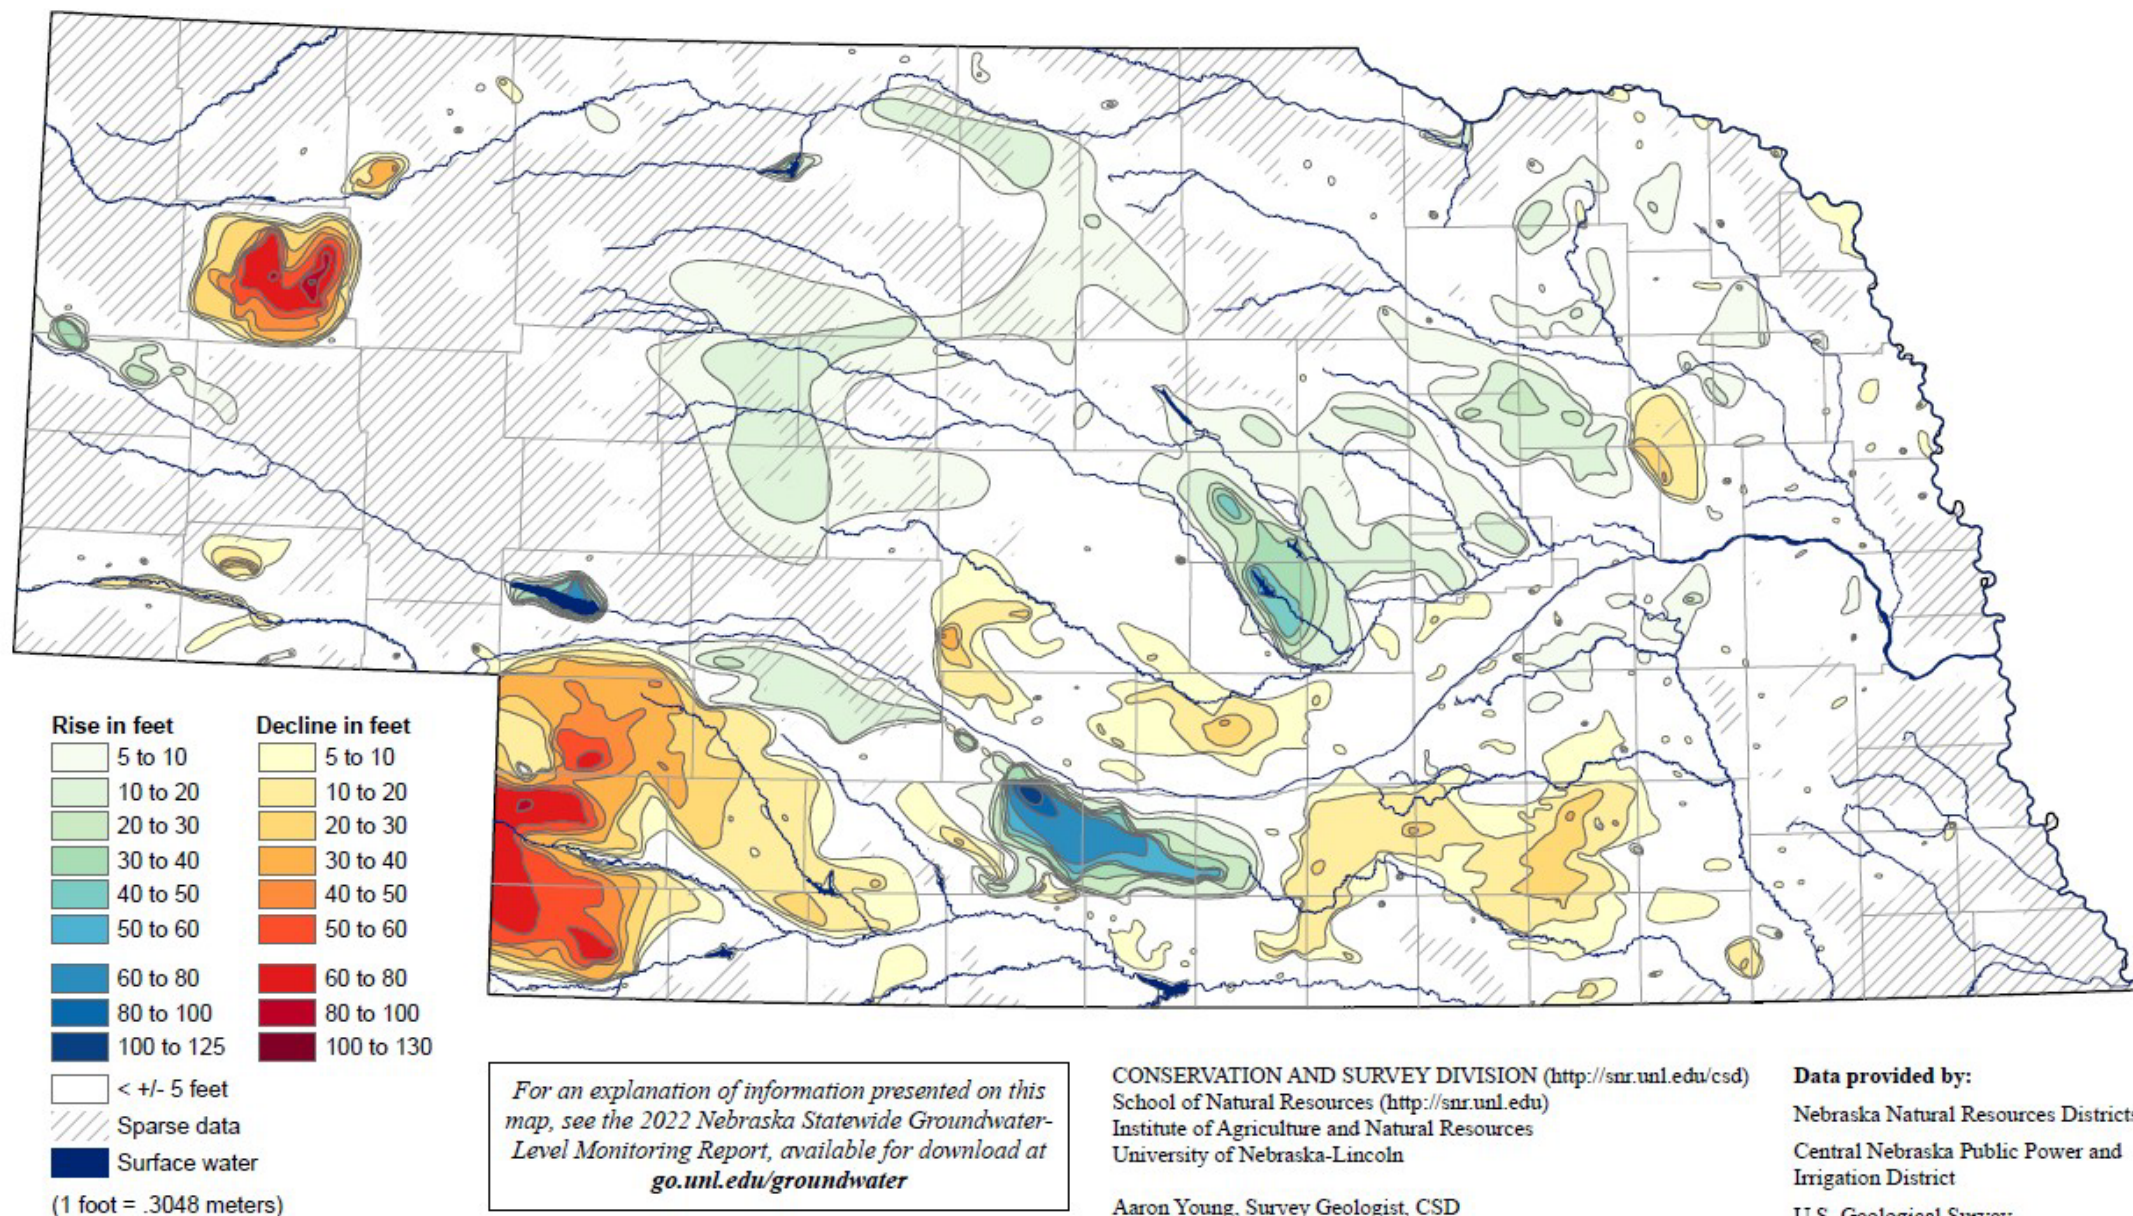 Rise in feet
5 to 10
10 to 20
20 to 30
30 to 40
40 to 50
50 to 60
60 to 80
80 to 100
100 to 125
Decline in feet
5 to 10
10 to 20
20 to 30
30 to 40
40 to 50
50 to 60
60 to 80
80 to 100
100 to 130
< +/- 5 feet
Sparse data
Surface water
(1 foot = .3048 meters)
For an explanation of information presented on this
map, see the 2022 Nebraska Statewide Groundwater-
Level Monitoring Report, available for download at
go.unl.edu/groundwater
CONSERVATION AND SURVEY DIVISION (http://snr.unl.edu/csd)
School of Natural Resources (http://snr.unl.edu)
Institute of Agriculture and Natural Resources
University of Nebraska-Lincoln
Aaron Young, Survey Geologist, CSD
Data provided by:
Nebraska Natural Resources Districts
Central Nebraska Public Power and
Irrigation District
U.S. Geological Survey